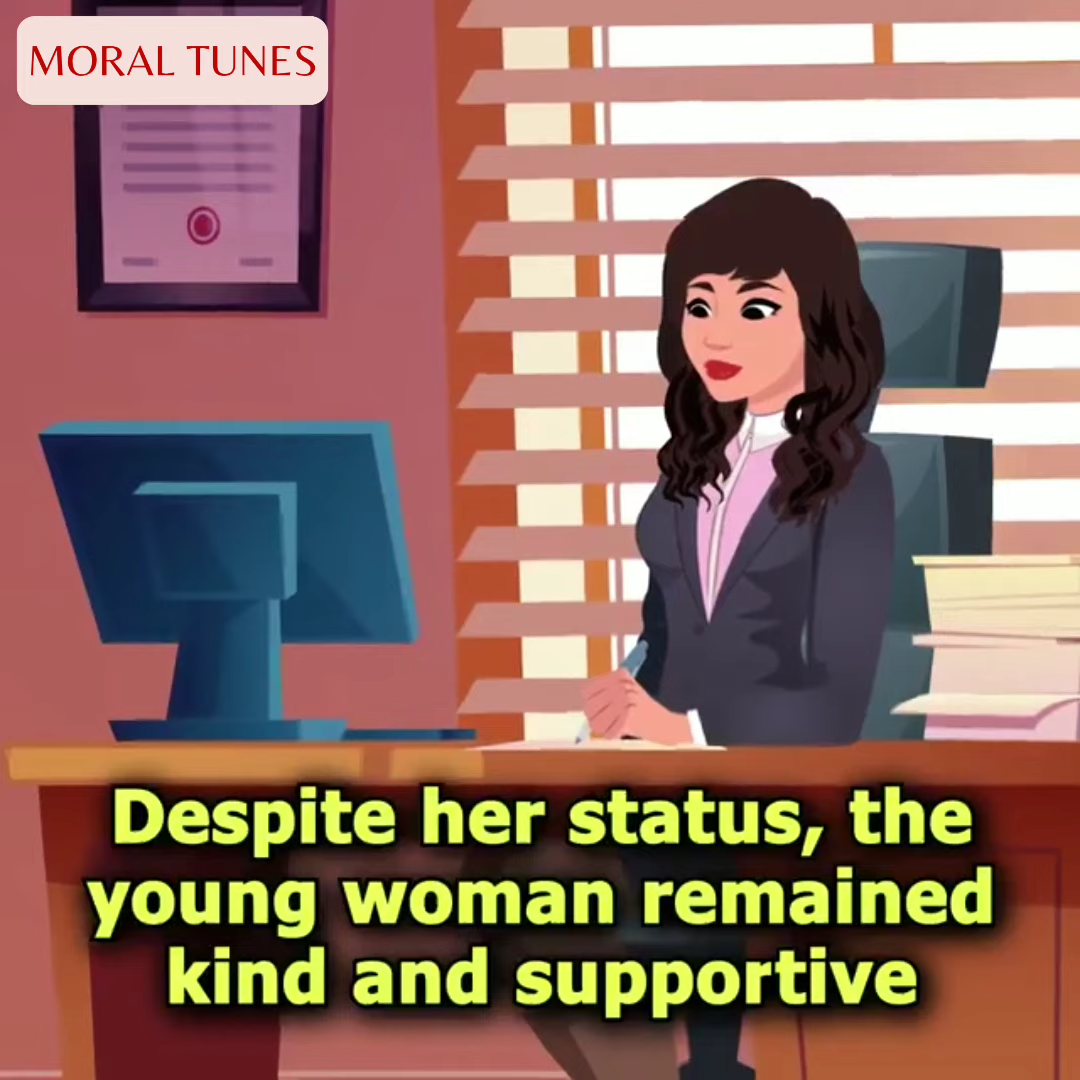 MORAL TUNES
Despite her status, the
young woman remained
kind and supportive